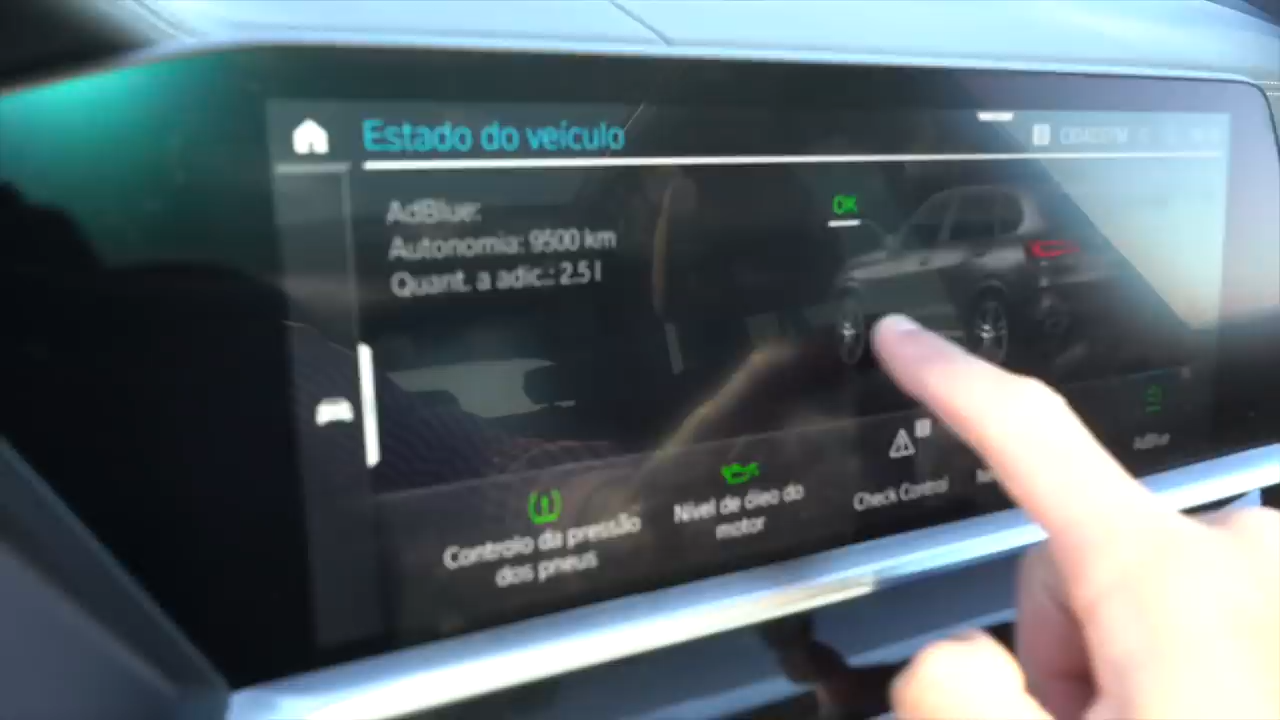 Estado do veículo
AdBlue:
Autonomia: 9500 km
Quant. a adic.: 2.5 l
OK
Controlo da pressão
dos pneus
Nível de óleo do
motor
Check Control
AdBlue